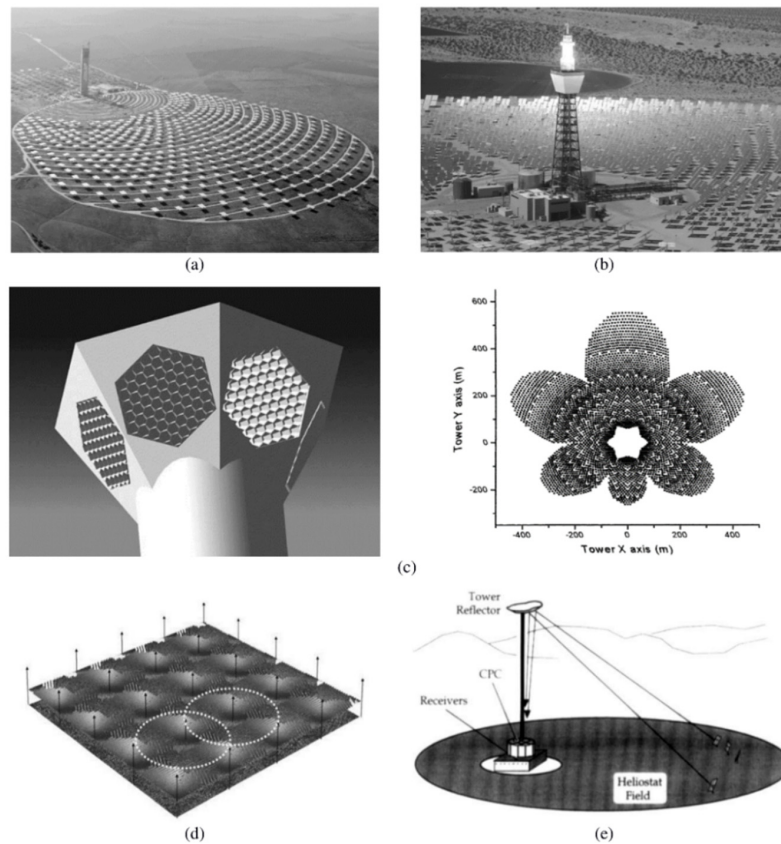 (a)
(b)
Tower Y axis (m)
600
400
200
0
-200
-400
-200
0
200
400
Tower X axis (m)
(c)
(d)
Tower
Reflector
CPC
Receivers
Heliostat
Field
(e)